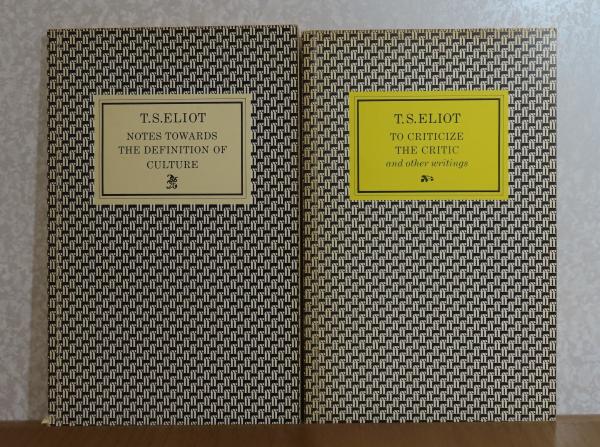 T.S.ELIOT
NOTES TOWARDS
THE DEFINITION OF
CULTURE
T.S.ELIOT
TO CRITICIZE
THE CRITIC
and other writings